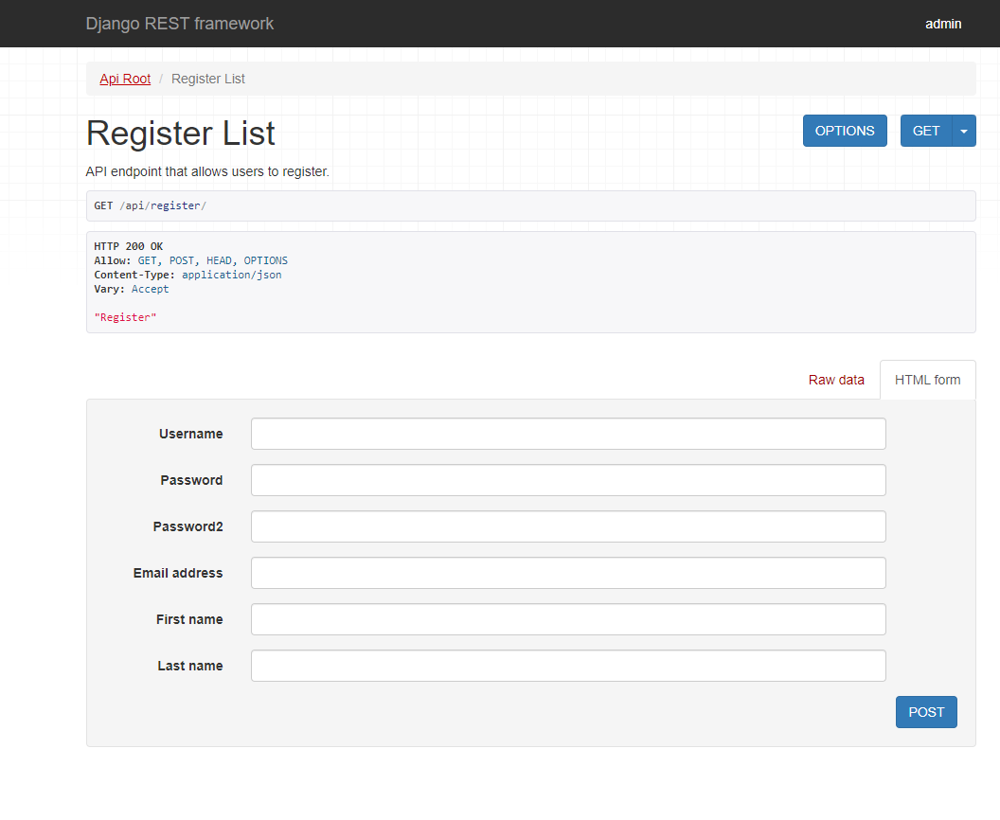 Django REST framework admin
Api Root / Register List
Register List OPTIONS GET
API endpoint that allows users to register.
GET /api/register/
HTTP 200 OK
Allow: GET, POST, HEAD, OPTIONS
Content-Type: application/json
Vary: Accept
"Register"
Raw data HTML form
Username
Password
Password2
Email address
First name
Last name
POST